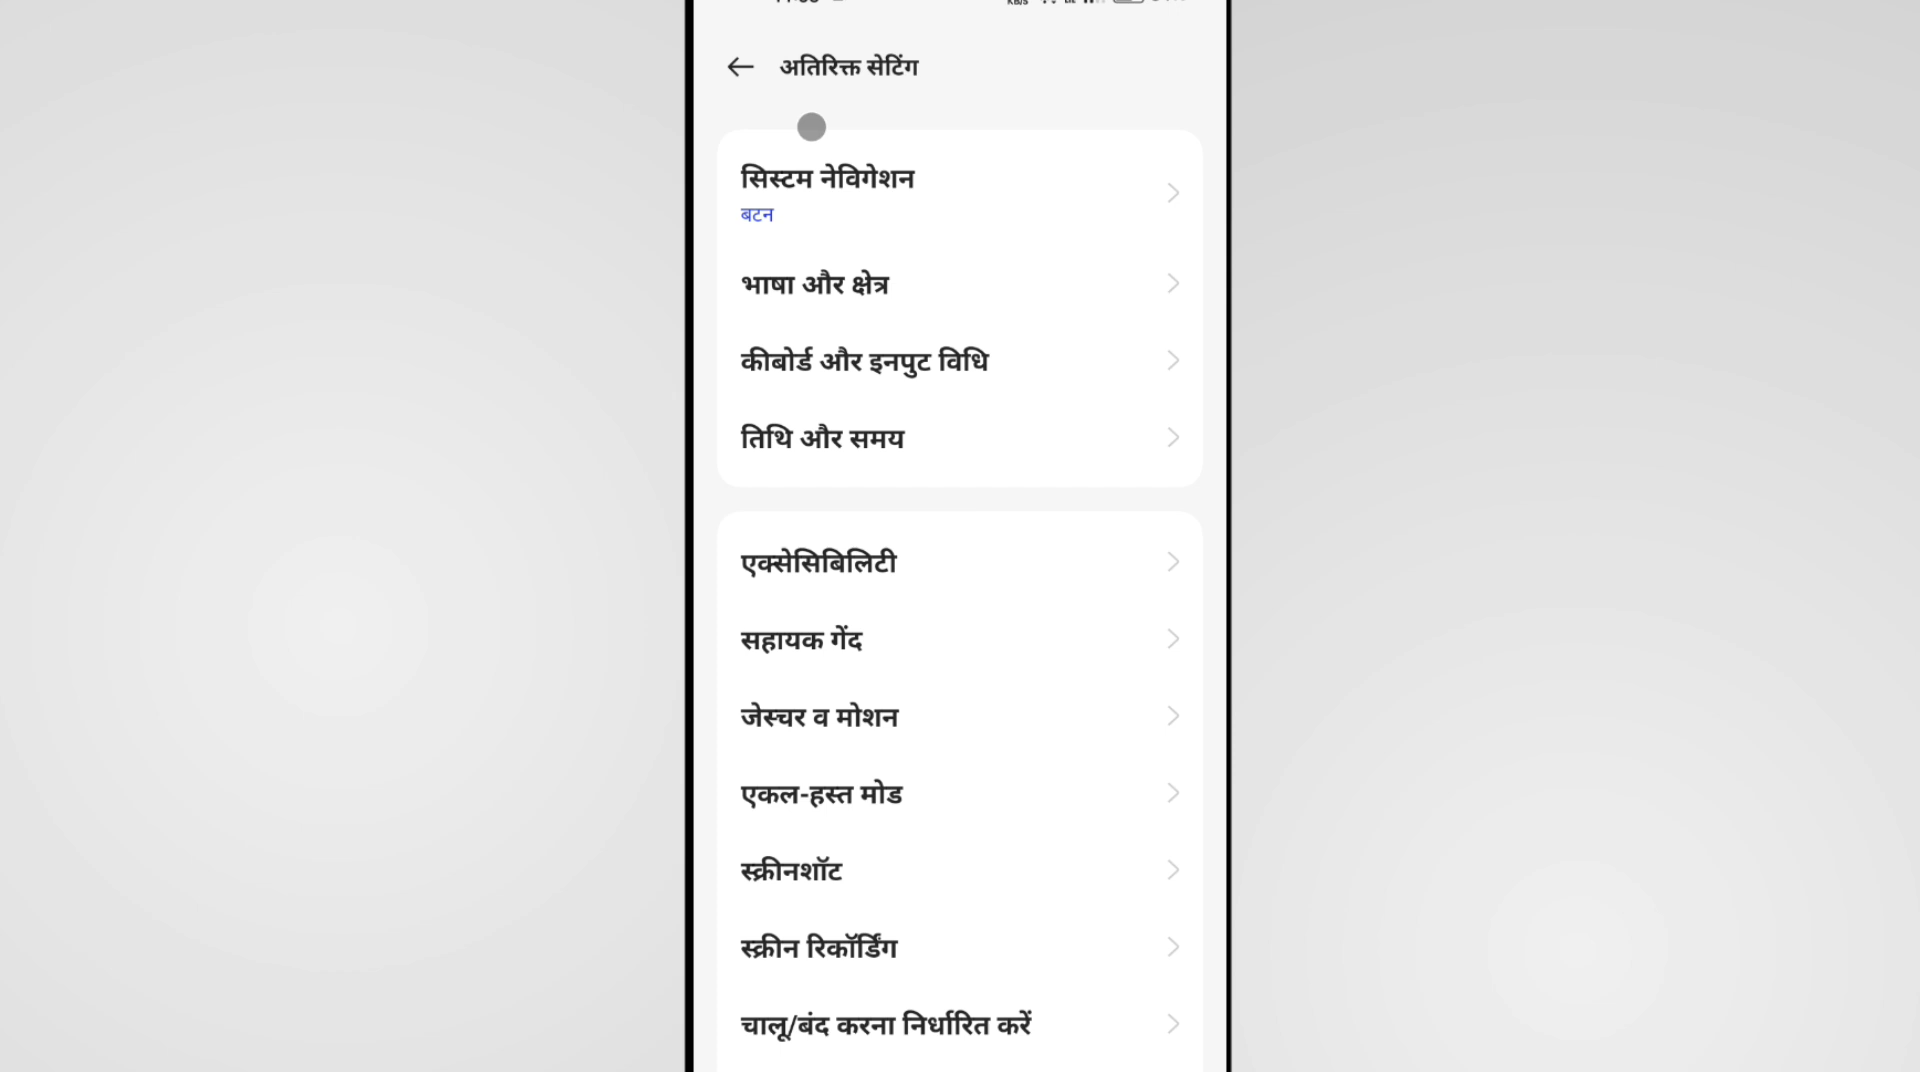 KB/S
अतिरिक्त सेटिंग
सिस्टम नेविगेशन
बटन
भाषा और क्षेत्र
कीबोर्ड और इनपुट विधि
तिथि और समय
एक्सेसिबिलिटी
सहायक गेंद
जेस्चर व मोशन
एकल-हस्त मोड
स्क्रीनशॉट
स्क्रीन रिकॉर्डिंग
चालू/बंद करना निर्धारित करें